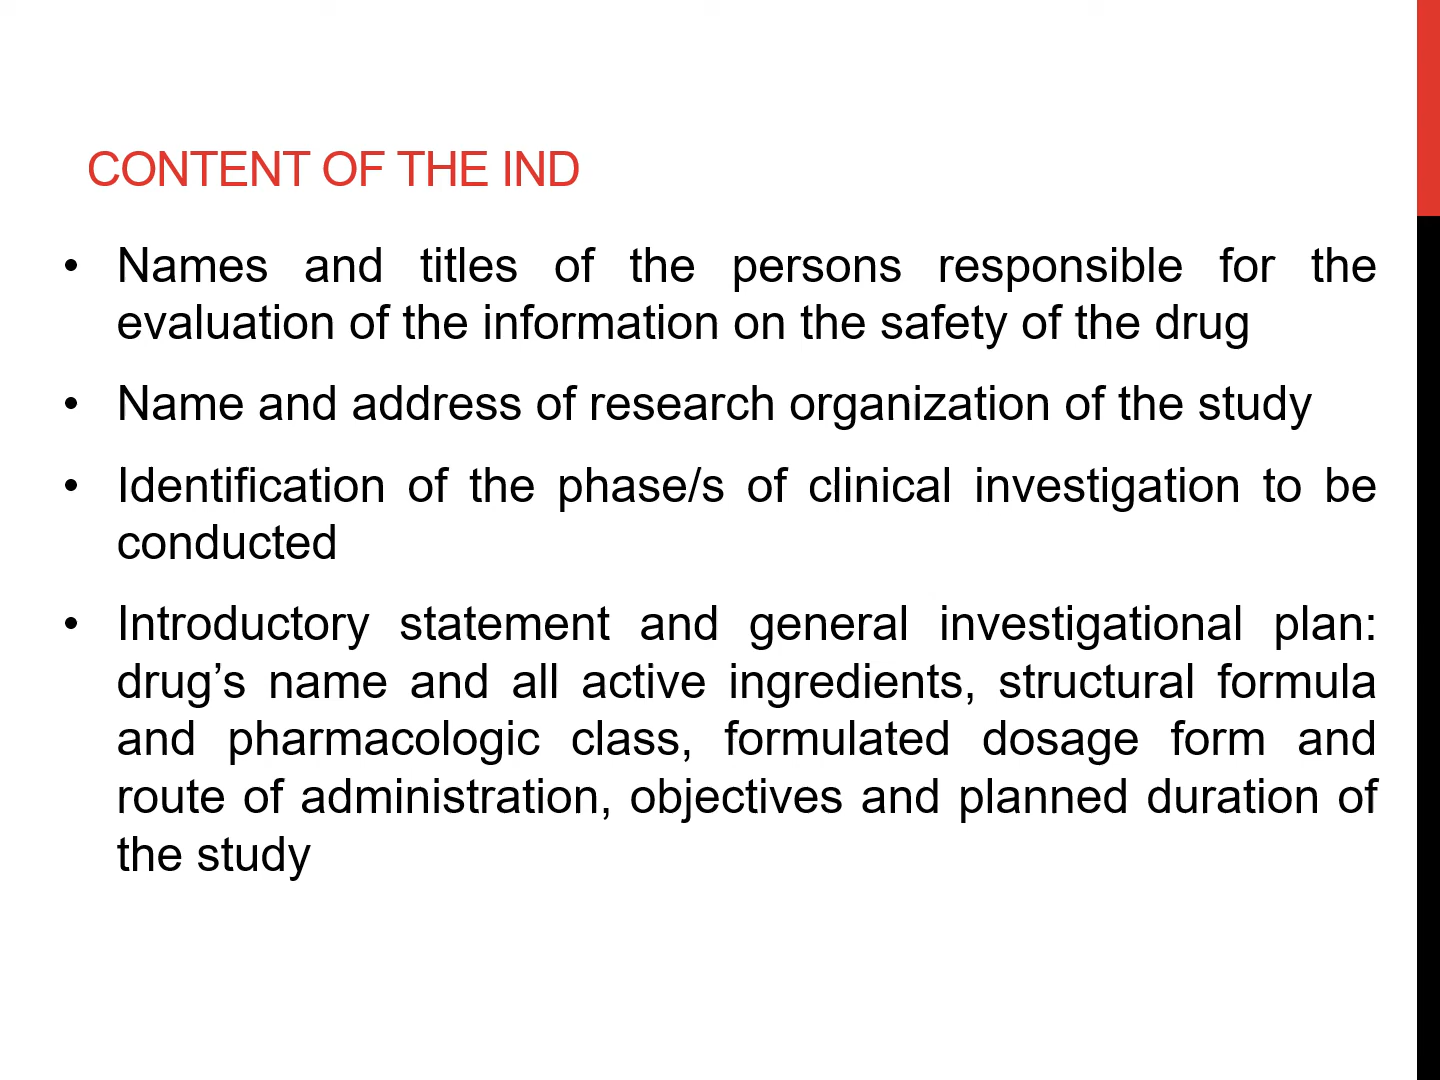 CONTENT OF THE IND
• Names and titles of the persons responsible for the
evaluation of the information on the safety of the drug
• Name and address of research organization of the study
• Identification of the phase/s of clinical investigation to be
conducted
• Introductory statement and general investigational plan:
drug’s name and all active ingredients, structural formula
and pharmacologic class, formulated dosage form and
route of administration, objectives and planned duration of
the study